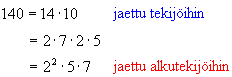 140 = 14·10 jaettu tekijöihin
= 2·7·2·5
= 2²·5·7 jaettu alkutekijöihin